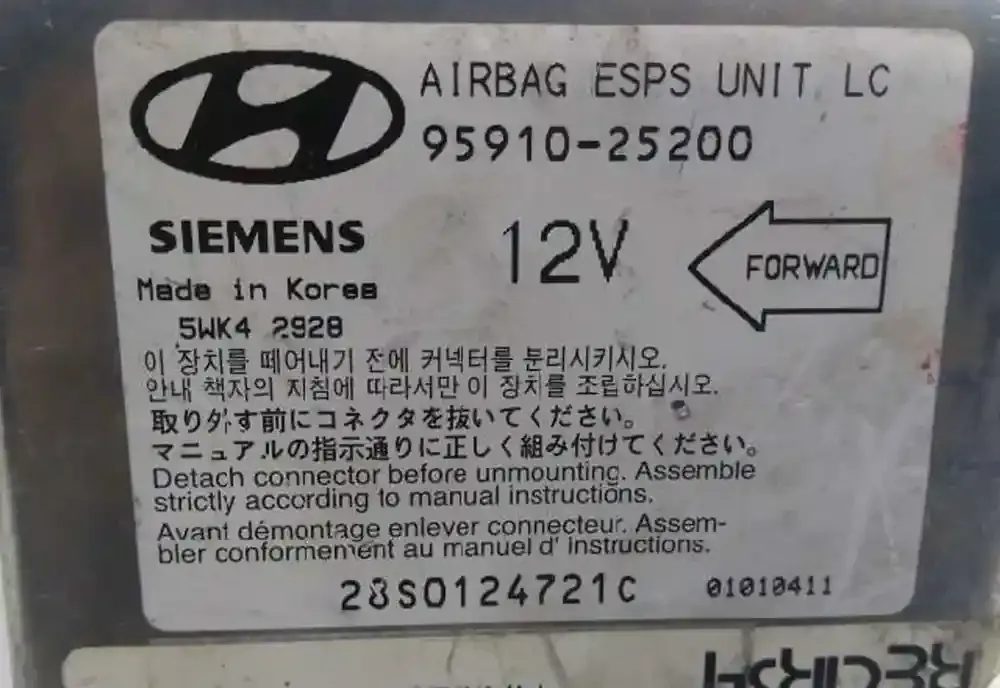 AIRBAG ESPS UNIT LC
95910-25200
SIEMENS
12V
FORWARD
Made in Korea
5WK4 2928
이 장치를 떼어내기 전에 커넥터를 분리시키시오.
안내 책자의 지침에 따라서만 이 장치를 조립하십시오.
取り外す前にコネクタを抜いてください。
マニュアルの指示通りに正しく組み付けてください。
Detach connector before unmounting. Assemble
strictly according to manual instructions.
Avant démontage enlever connecteur. Assem-
bler conformement au manuel d' instructions.
28S0124721C
01010411